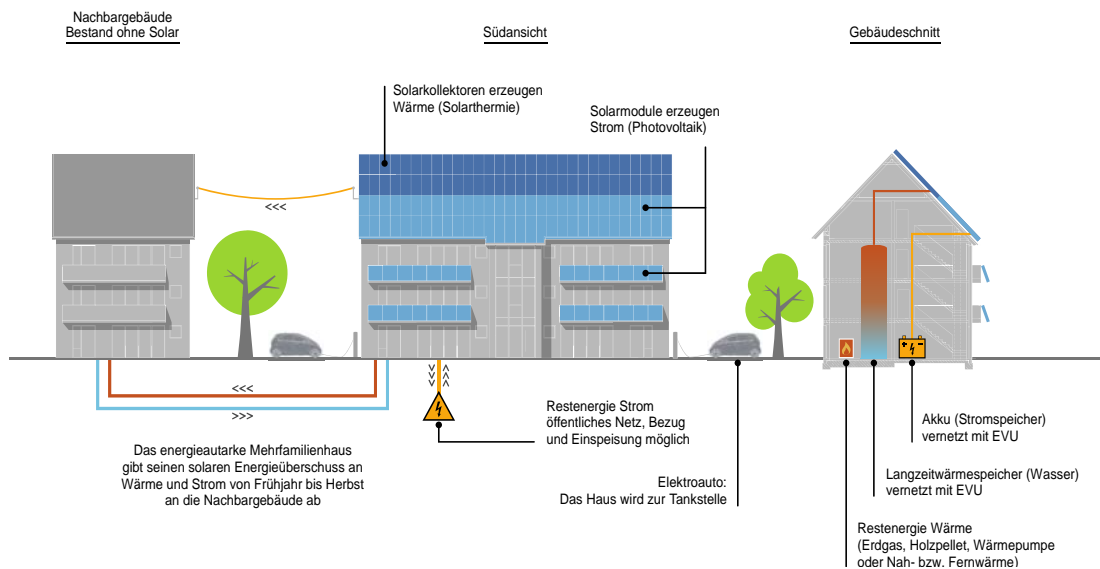 Nachbargebäude
Bestand ohne Solar
Südansicht
Gebäudeschnitt
Solarkollektoren erzeugen
Wärme (Solarthermie)
Solarmodule erzeugen
Strom (Photovoltaik)
<<<
<<<
>>>
>>>
>>>
Das energieautarke Mehrfamilienhaus
gibt seinen solaren Energieüberschuss an
Wärme und Strom von Frühjahr bis Herbst
an die Nachbargebäude ab
Restenergie Strom
öffentliches Netz, Bezug
und Einspeisung möglich
Elektroauto:
Das Haus wird zur Tankstelle
Akku (Stromspeicher)
vernetzt mit EVU
Langzeitwärmespeicher (Wasser)
vernetzt mit EVU
Restenergie Wärme
(Erdgas, Holzpellet, Wärmepumpe
oder Nah- bzw. Fernwärme)